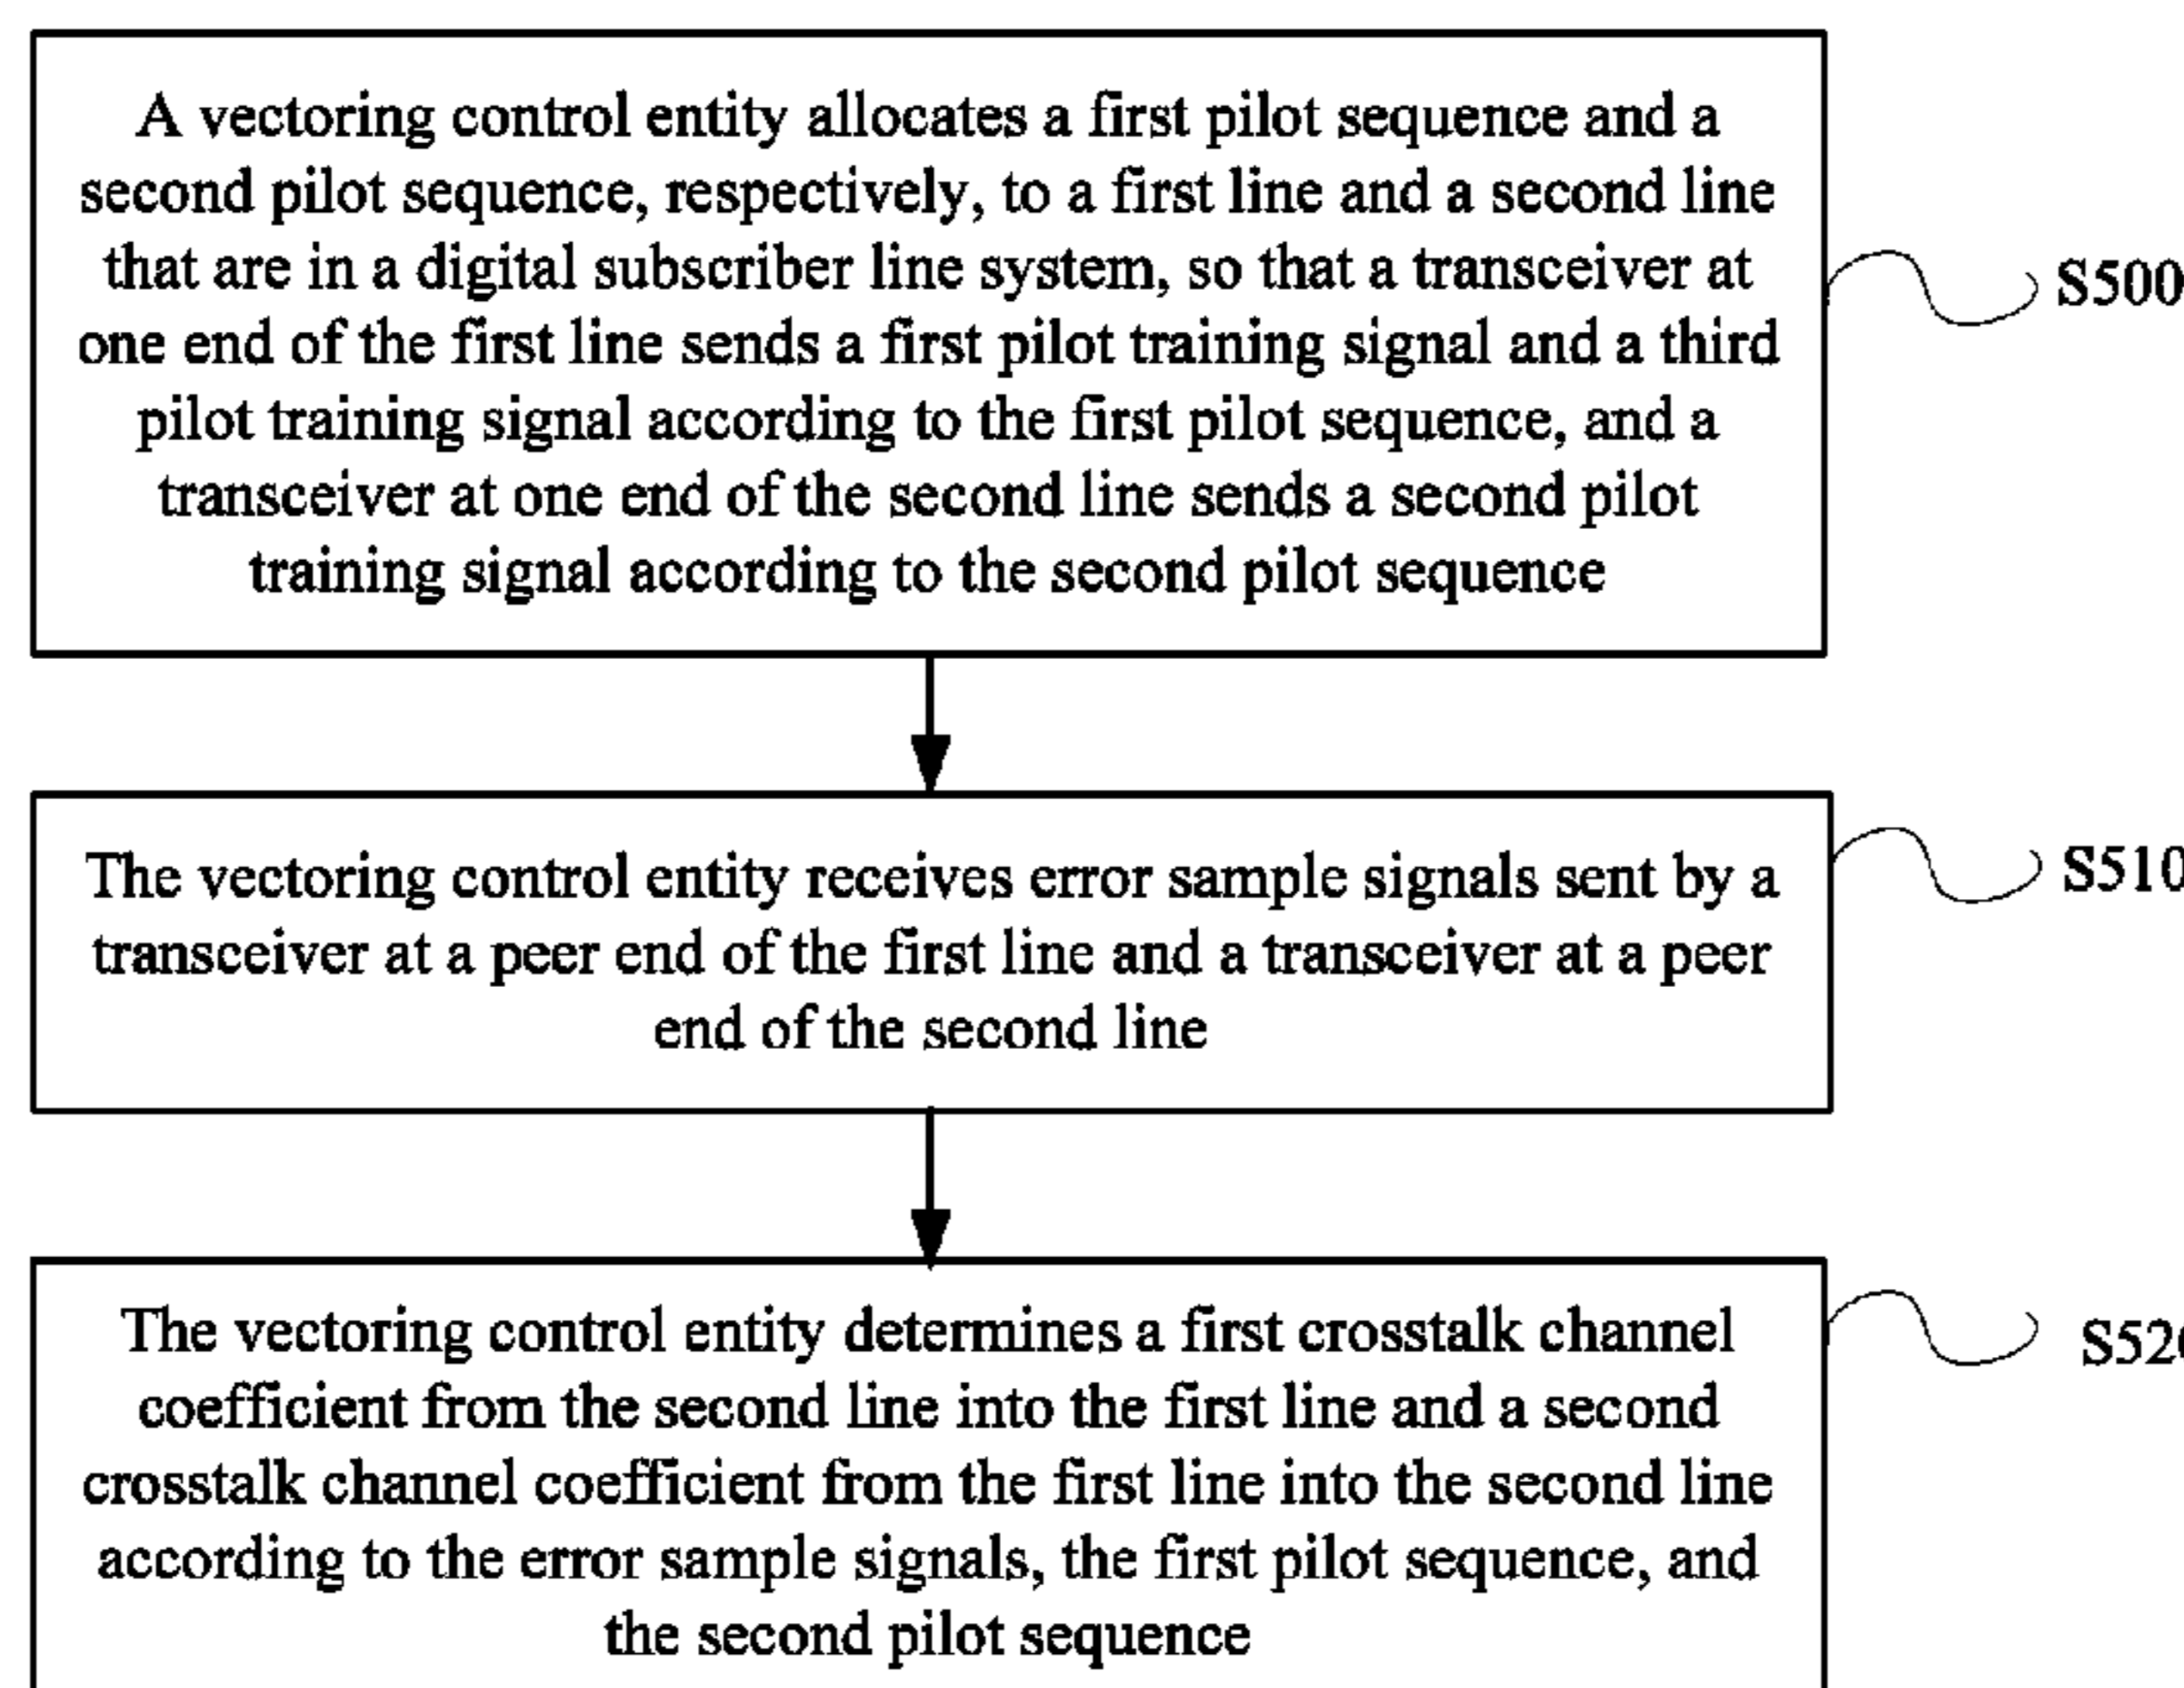 A vectoring control entity allocates a first pilot sequence and a
second pilot sequence, respectively, to a first line and a second line
that are in a digital subscriber line system, so that a transceiver at
one end of the first line sends a first pilot training signal and a third
pilot training signal according to the first pilot sequence, and a
transceiver at one end of the second line sends a second pilot
training signal according to the second pilot sequence
S500
The vectoring control entity receives error sample signals sent by a
transceiver at a peer end of the first line and a transceiver at a peer
end of the second line
S510
The vectoring control entity determines a first crosstalk channel
coefficient from the second line into the first line and a second
crosstalk channel coefficient from the first line into the second line
according to the error sample signals, the first pilot sequence, and
the second pilot sequence
S520